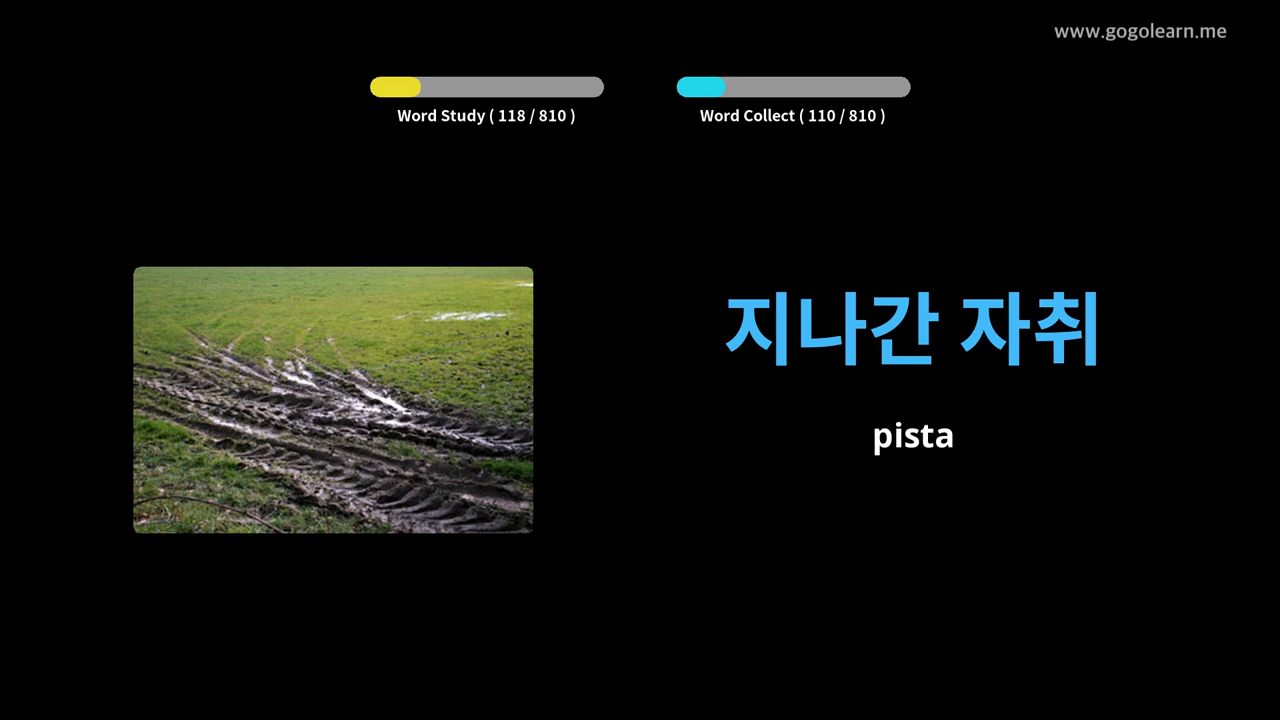 www.gogolearn.me
Word Study ( 118 / 810 )
Word Collect ( 110 / 810 )
지나간 자취
pista